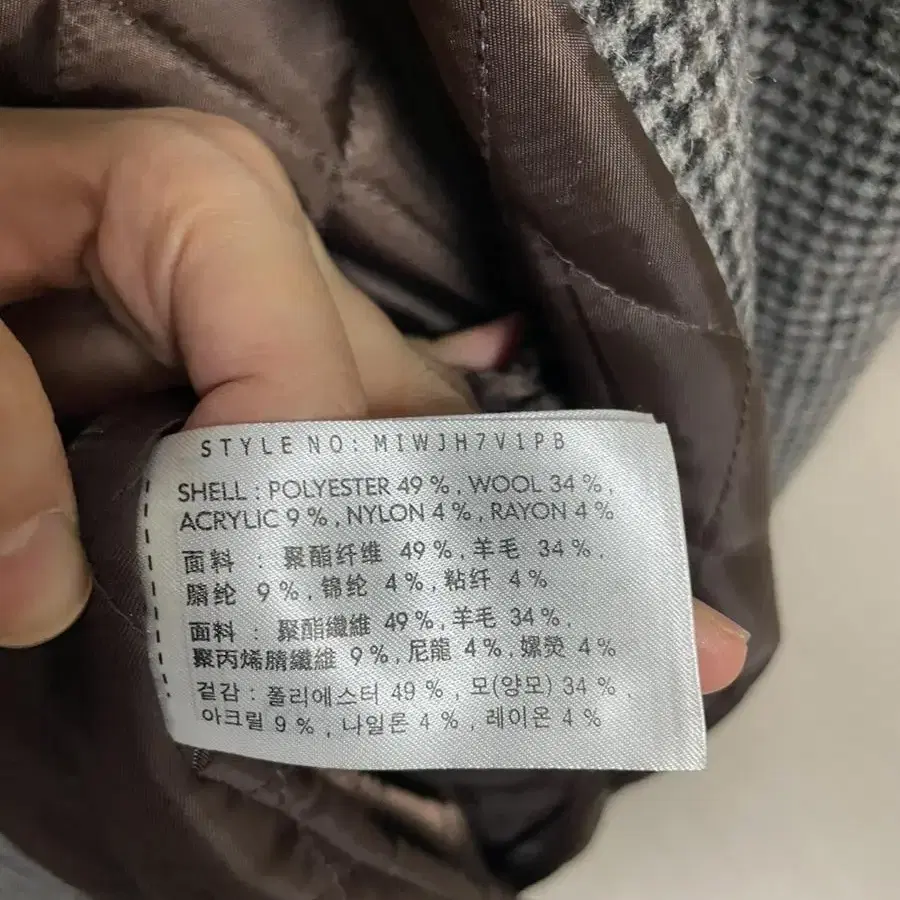 STYLE NO: MIWJH7V1PB
SHELL : POLYESTER 49 % , WOOL 34 % ,
ACRYLIC 9 % , NYLON 4 % , RAYON 4 %
面料 : 聚酯纤维 49 % , 羊毛 34 % ,
腈纶 9 % , 锦纶 4 % , 粘纤 4 %
面料 : 聚酯纖維 49 % , 羊毛 34 % ,
聚丙烯腈纖維 9 % , 尼龍 4 % , 嫘熒 4 %
겉감 : 폴리에스터 49 % , 모(양모) 34 % ,
아크릴 9 % , 나일론 4 % , 레이온 4 %